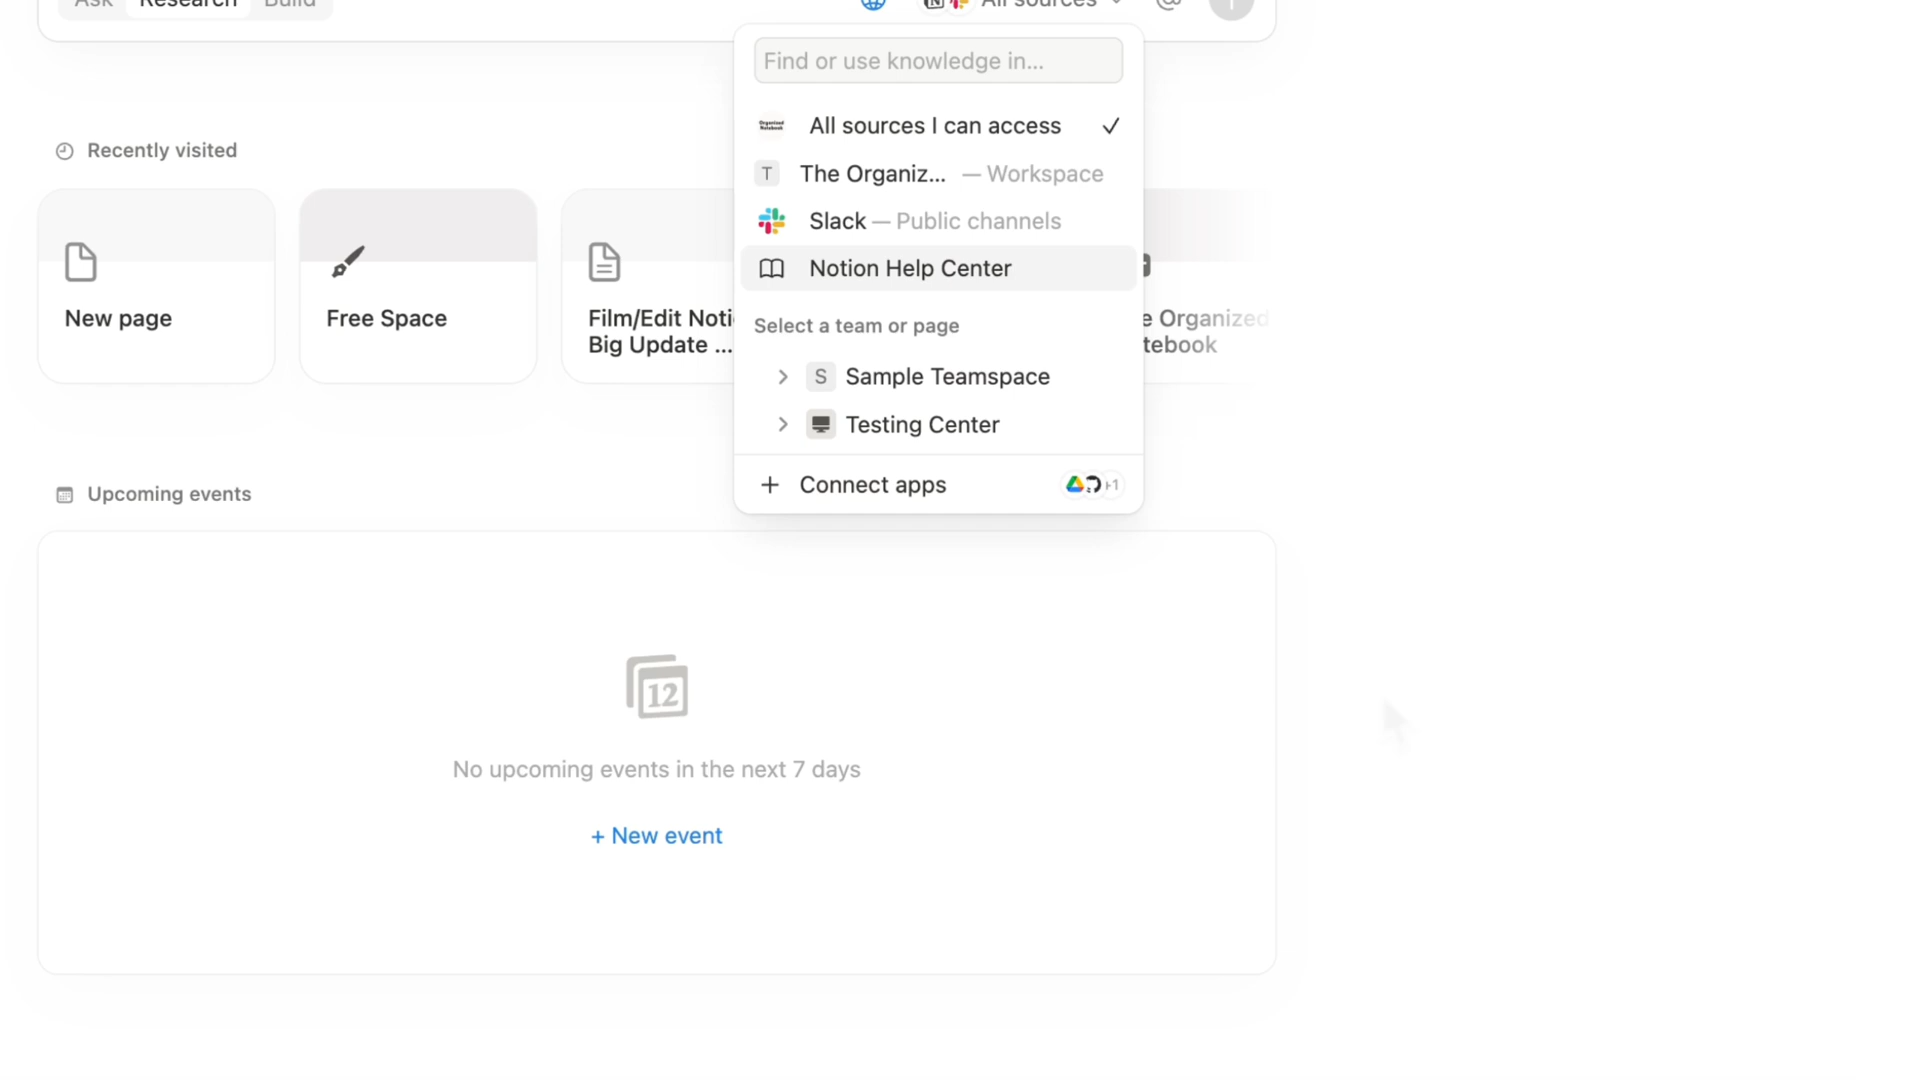 Ask Research Build
All sources
Find or use knowledge in...
All sources I can access
T The Organiz... — Workspace
Slack — Public channels
Notion Help Center
Select a team or page
S Sample Teamspace
Testing Center
+ Connect apps +1
Recently visited
New page
Free Space
Film/Edit Noti
Big Update ...
e Organized
tebook
Upcoming events
12
No upcoming events in the next 7 days
+ New event